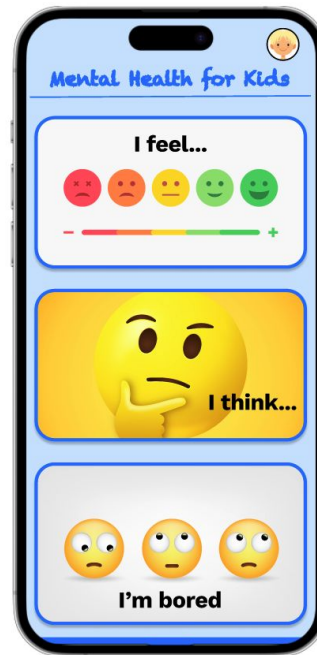 Mental Health for Kids
I feel...
- +
I think...
I'm bored